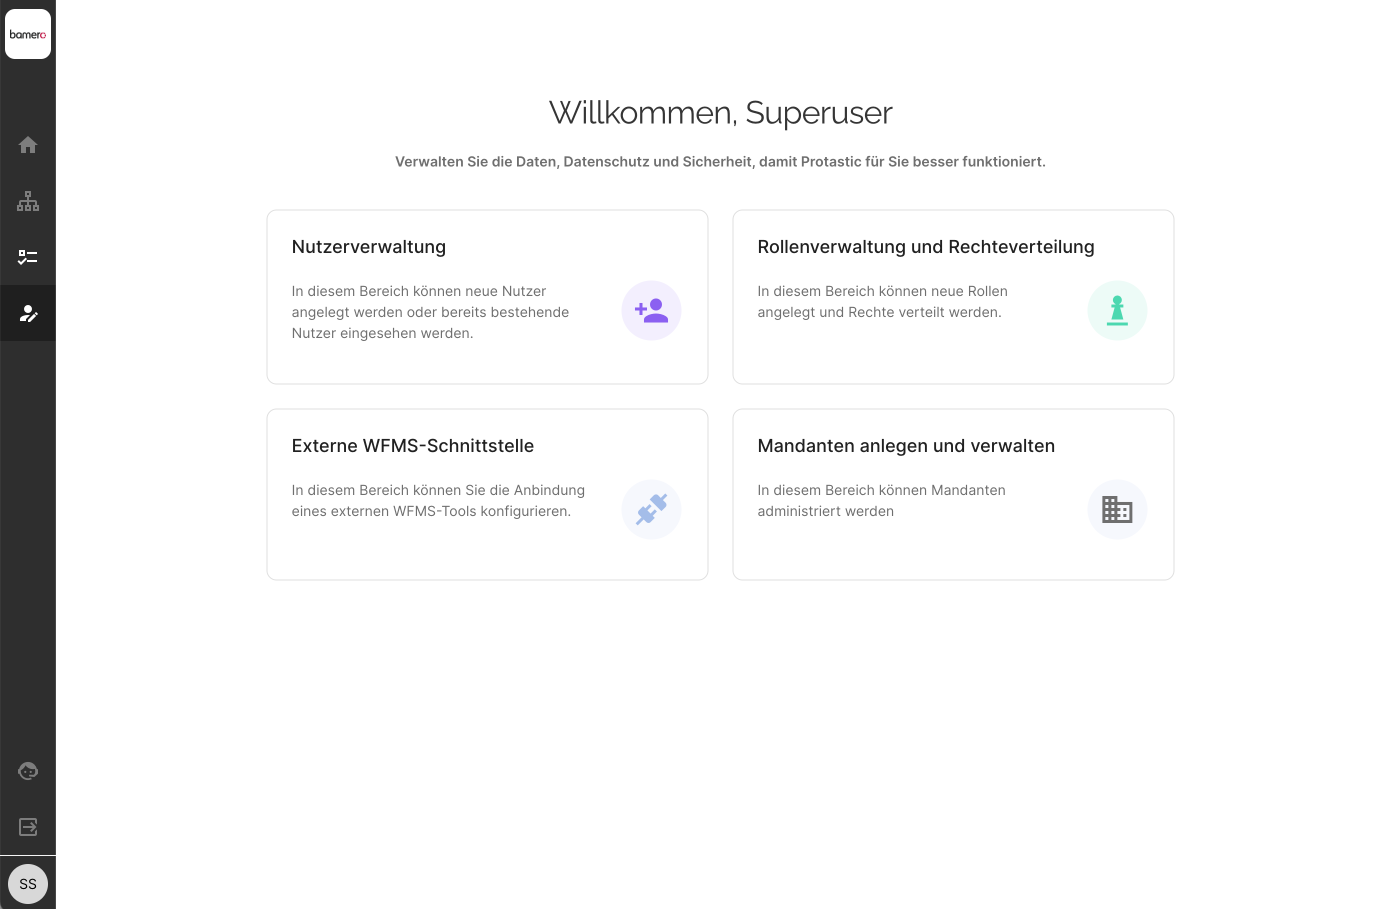 bamero
Willkommen, Superuser
Verwalten Sie die Daten, Datenschutz und Sicherheit, damit Protastic für Sie besser funktioniert.
Nutzerverwaltung
In diesem Bereich können neue Nutzer
angelegt werden oder bereits bestehende
Nutzer eingesehen werden.
Rollenverwaltung und Rechteverteilung
In diesem Bereich können neue Rollen
angelegt und Rechte verteilt werden.
Externe WFMS-Schnittstelle
In diesem Bereich können Sie die Anbindung
eines externen WFMS-Tools konfigurieren.
Mandanten anlegen und verwalten
In diesem Bereich können Mandanten
administriert werden
SS